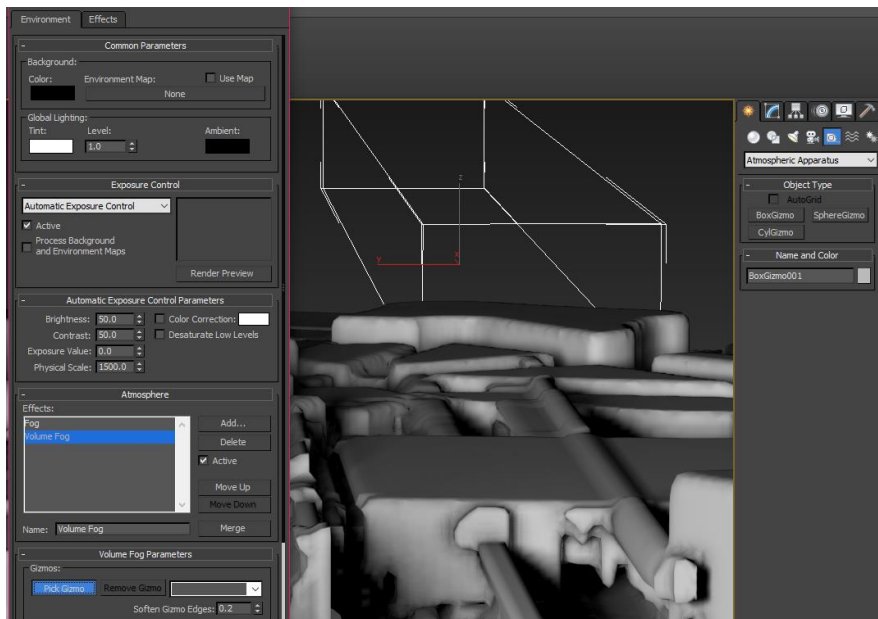 Environment
Effects
- Common Parameters
Background:
Color:
Environment Map:
Use Map
None
Global Lighting:
Tint:
Level:
Ambient:
1.0
- Exposure Control
Automatic Exposure Control
Active
Process Background
and Environment Maps
Render Preview
- Automatic Exposure Control Parameters
Brightness: 50.0
Color Correction:
Contrast: 50.0
Desaturate Low Levels
Exposure Value: 0.0
Physical Scale: 1500.0
- Atmosphere
Effects:
Fog
Volume Fog
Add...
Delete
Active
Move Up
Move Down
Name: Volume Fog
Merge
- Volume Fog Parameters
Gizmos:
Pick Gizmo
Remove Gizmo
Soften Gizmo Edges: 0.2
z
Y
X
Atmospheric Apparatus
- Object Type
AutoGrid
BoxGizmo
SphereGizmo
CylGizmo
- Name and Color
BoxGizmo001